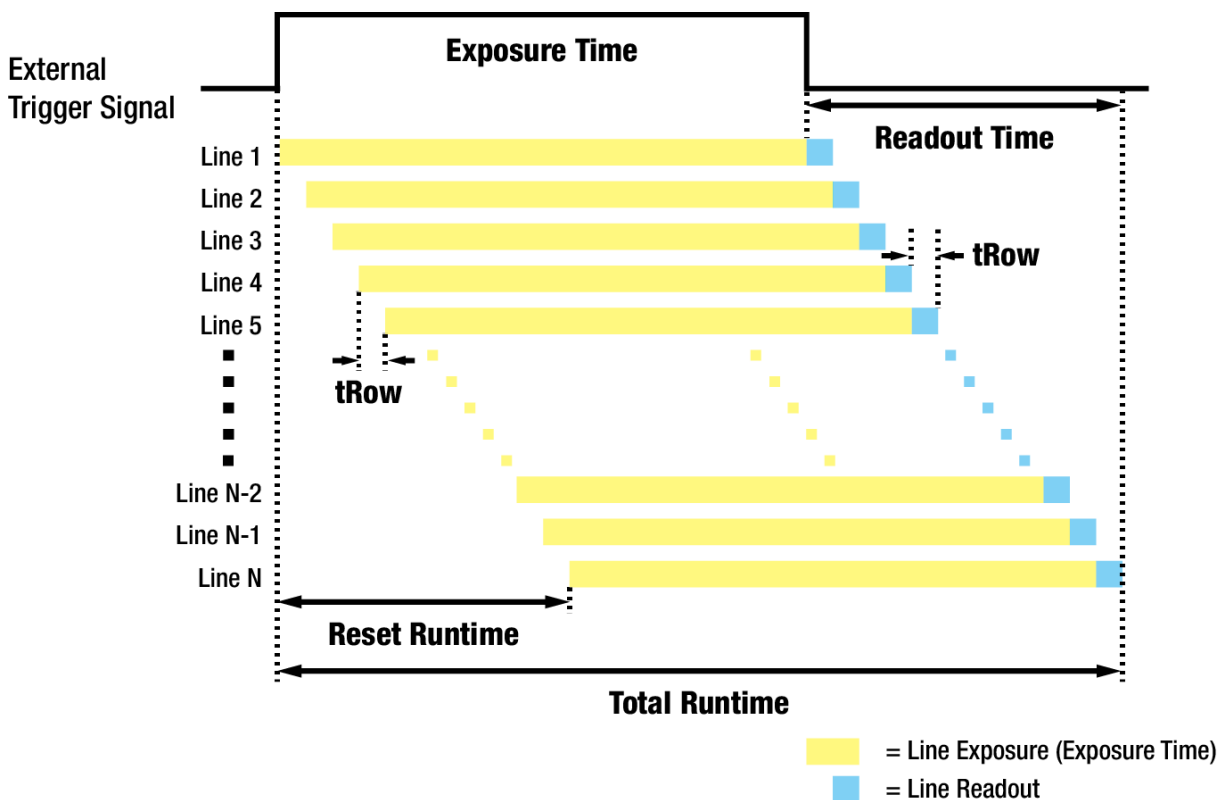 Exposure Time
External
Trigger Signal
Readout Time
Line 1
Line 2
Line 3
tRow
Line 4
Line 5
tRow
Line N-2
Line N-1
Line N
Reset Runtime
Total Runtime
= Line Exposure (Exposure Time)
= Line Readout